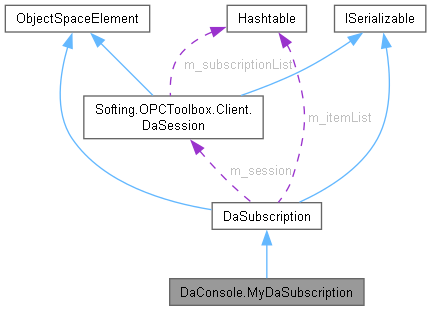 ObjectSpaceElement
Hashtable
ISerializable
m_subscriptionList
Softing.OPCToolbox.Client.
DaSession
m_itemList
m_session
DaSubscription
DaConsole.MyDaSubscription